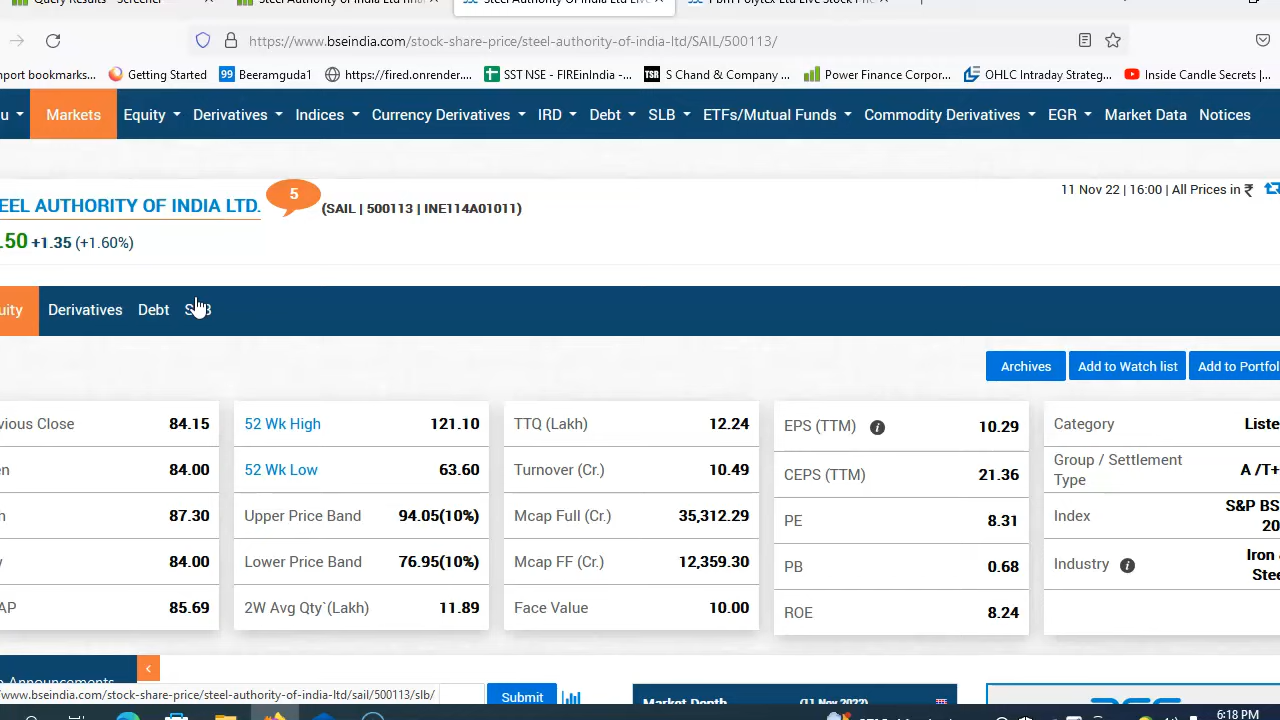 Query Results - Screener
Steel Authority Of India Ltd finan
Steel Authority Of India Ltd Live
Pbm Polytex Ltd Live Stock Pric
https://www.bseindia.com/stock-share-price/steel-authority-of-india-ltd/SAIL/500113/
mport bookmarks...
Getting Started
99 Beeramguda1
https://fired.onrender....
SST NSE - FIREinIndia -...
TSR S Chand & Company ...
Power Finance Corpor...
OHLC Intraday Strateg...
Inside Candle Secrets |...
u
Markets
Equity
Derivatives
Indices
Currency Derivatives
IRD
Debt
SLB
ETFs/Mutual Funds
Commodity Derivatives
EGR
Market Data
Notices
EEL AUTHORITY OF INDIA LTD.
5
(SAIL | 500113 | INE114A01011)
11 Nov 22 | 16:00 | All Prices in ₹
.50 +1.35 (+1.60%)
uity
Derivatives
Debt
SLB
Archives
Add to Watch list
Add to Portfol
vious Close 84.15
en 84.00
h 87.30
y 84.00
AP 85.69
52 Wk High 121.10
52 Wk Low 63.60
Upper Price Band 94.05(10%)
Lower Price Band 76.95(10%)
2W Avg Qty`(Lakh) 11.89
TTQ (Lakh) 12.24
Turnover (Cr.) 10.49
Mcap Full (Cr.) 35,312.29
Mcap FF (Cr.) 12,359.30
Face Value 10.00
EPS (TTM) 10.29
CEPS (TTM) 21.36
PE 8.31
PB 0.68
ROE 8.24
Category Liste
Group / Settlement A /T+
Type
Index S&P BS
20
Industry Iron &
Stee
Announcements
Submit
Market Depth (11 Nov 2022)
/www.bseindia.com/stock-share-price/steel-authority-of-india-ltd/sail/500113/slb/
6:18 PM